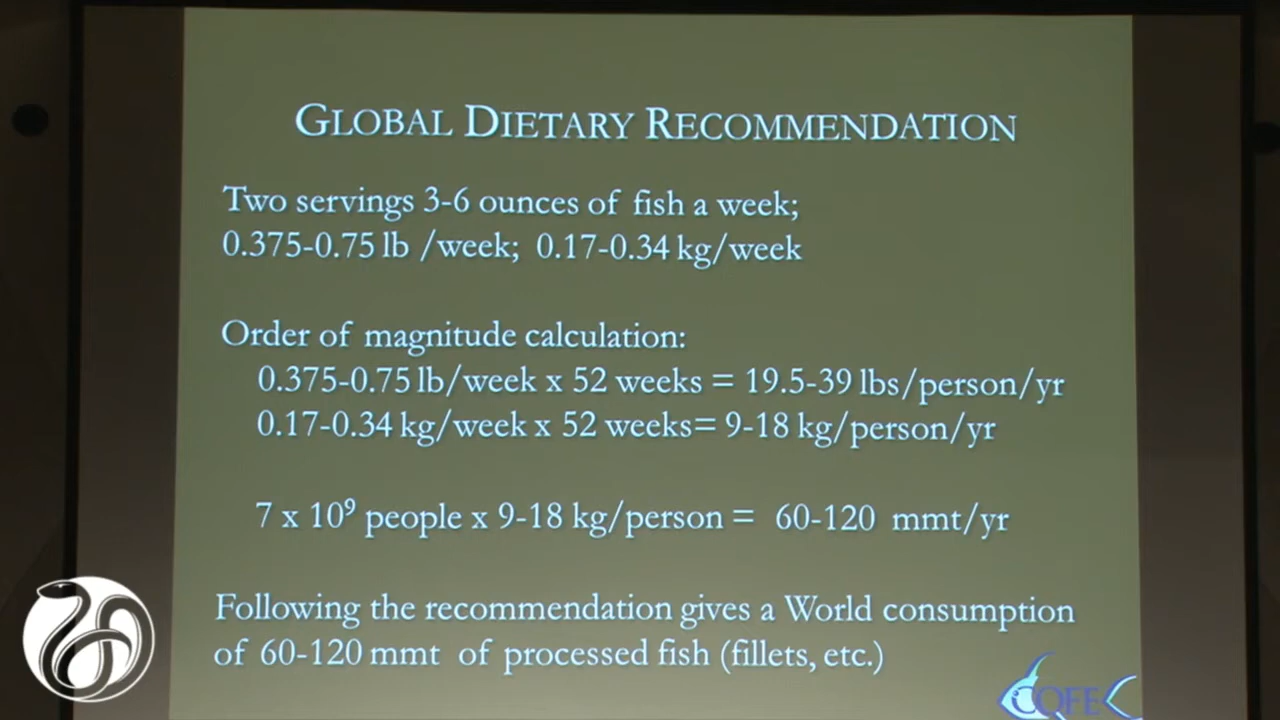 GLOBAL DIETARY RECOMMENDATION
Two servings 3-6 ounces of fish a week;
0.375-0.75 lb /week; 0.17-0.34 kg/week
Order of magnitude calculation:
0.375-0.75 lb/week x 52 weeks = 19.5-39 lbs/person/yr
0.17-0.34 kg/week x 52 weeks= 9-18 kg/person/yr
7 x 10⁹ people x 9-18 kg/person = 60-120 mmt/yr
Following the recommendation gives a World consumption
of 60-120 mmt of processed fish (fillets, etc.)